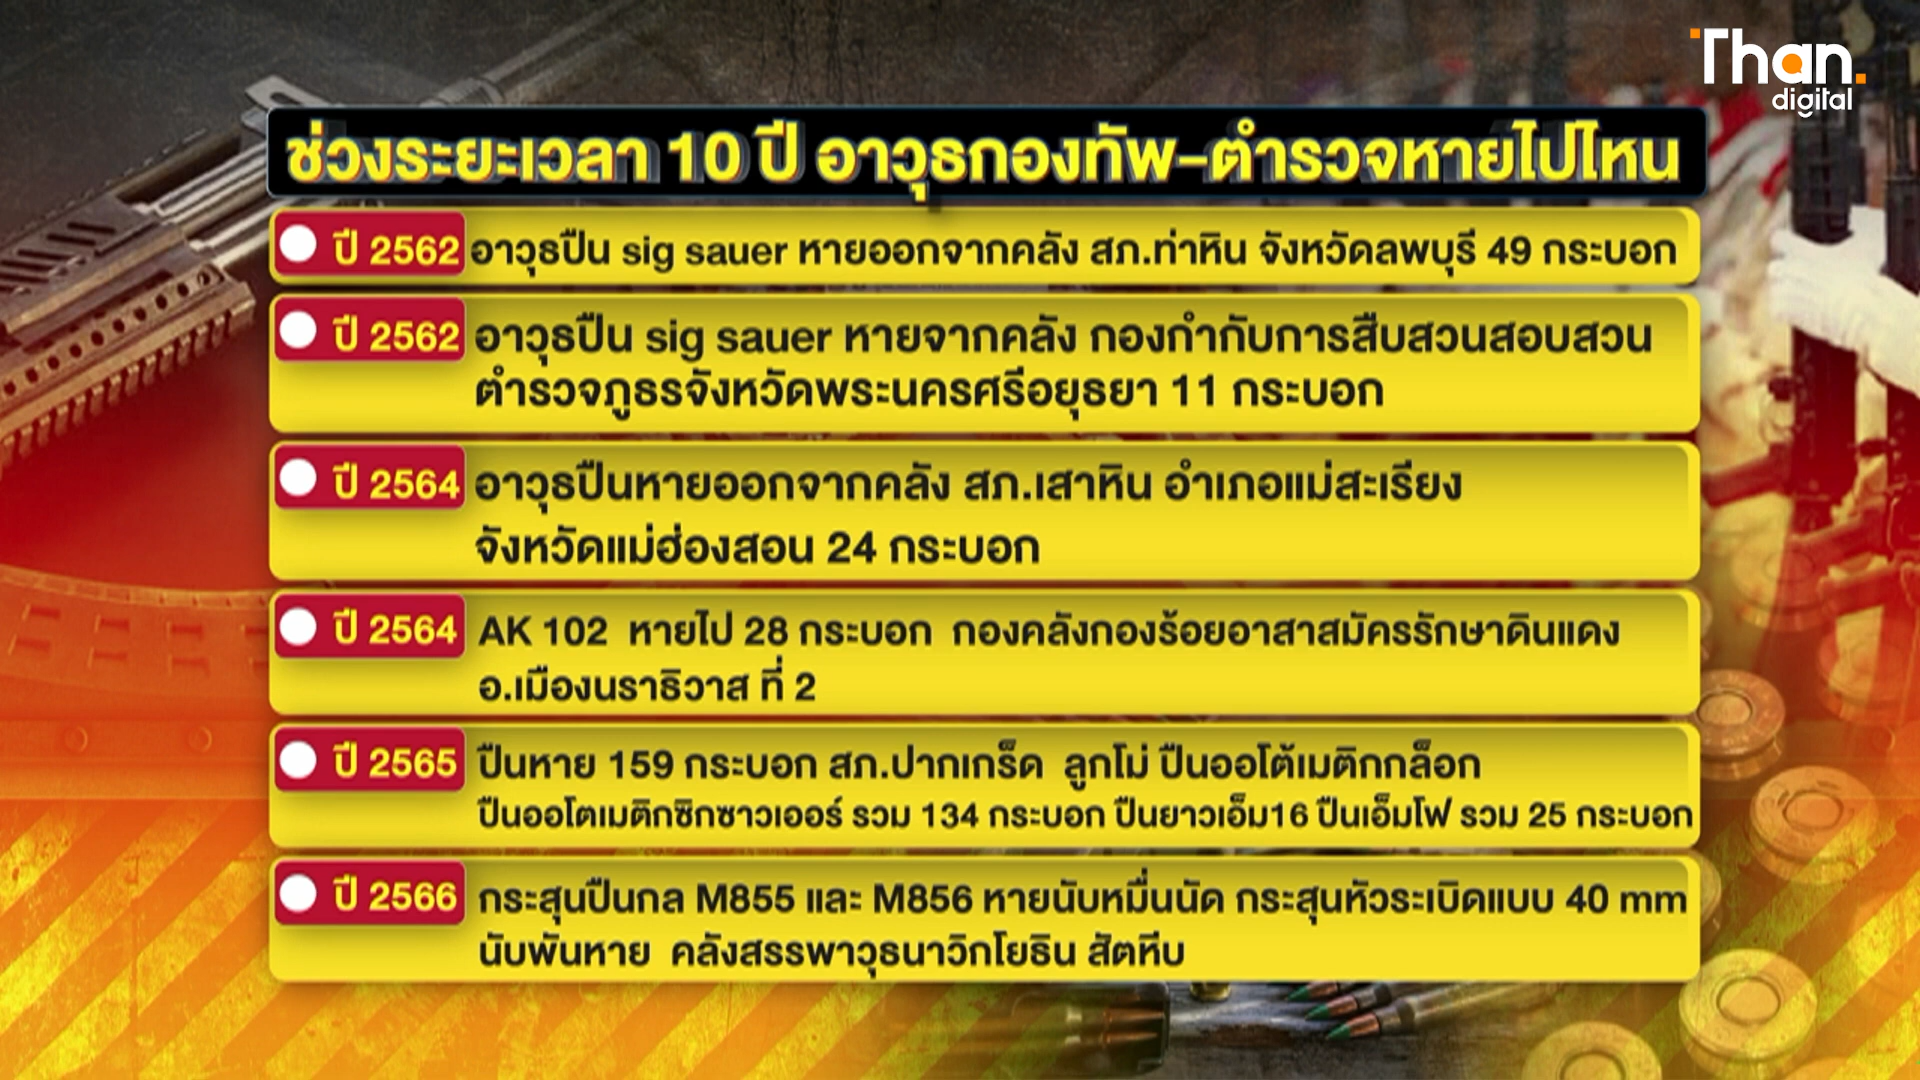 Than.
digital
ช่วงระยะเวลา 10 ปี อาวุธกองทัพ-ตำรวจหายไปไหน
ปี 2562 อาวุธปืน sig sauer หายออกจากคลัง สภ.ท่าหิน จังหวัดลพบุรี 49 กระบอก
ปี 2562 อาวุธปืน sig sauer หายจากคลัง กองกำกับการสืบสวนสอบสวน
ตำรวจภูธรจังหวัดพระนครศรีอยุธยา 11 กระบอก
ปี 2564 อาวุธปืนหายออกจากคลัง สภ.เสาหิน อำเภอแม่สะเรียง
จังหวัดแม่ฮ่องสอน 24 กระบอก
ปี 2564 AK 102 หายไป 28 กระบอก กองคลังกองร้อยอาสาสมัครรักษาดินแดง
อ.เมืองนราธิวาส ที่ 2
ปี 2565 ปืนหาย 159 กระบอก สภ.ปากเกร็ด ลูกโม่ ปืนออโต้เมติกกล็อก
ปืนออโตเมติกซิกซาวเออร์ รวม 134 กระบอก ปืนยาวเอ็ม16 ปืนเอ็มโฟ รวม 25 กระบอก
ปี 2566 กระสุนปืนกล M855 และ M856 หายนับหมื่นนัด กระสุนหัวระเบิดแบบ 40 mm
นับพันหาย คลังสรรพาวุธนาวิกโยธิน สัตหีบ